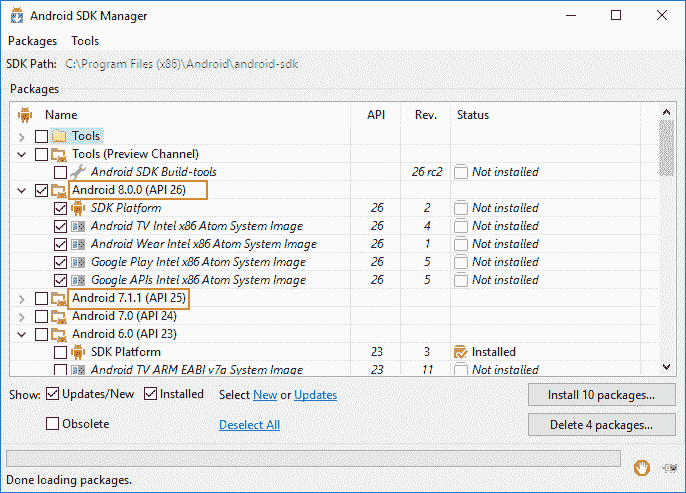 Android SDK Manager
Packages Tools
SDK Path: C:\Program Files (x86)\Android\android-sdk
Packages
Name API Rev. Status
Tools
Tools (Preview Channel)
Android SDK Build-tools 26 rc2 Not installed
Android 8.0.0 (API 26)
SDK Platform 26 2 Not installed
Android TV Intel x86 Atom System Image 26 4 Not installed
Android Wear Intel x86 Atom System Image 26 1 Not installed
Google Play Intel x86 Atom System Image 26 5 Not installed
Google APIs Intel x86 Atom System Image 26 5 Not installed
Android 7.1.1 (API 25)
Android 7.0 (API 24)
Android 6.0 (API 23)
SDK Platform 23 3 Installed
Android TV ARM EABI v7a System Image 23 11 Not installed
Show: Updates/New Installed Select New or Updates Install 10 packages...
Obsolete Deselect All Delete 4 packages...
Done loading packages.